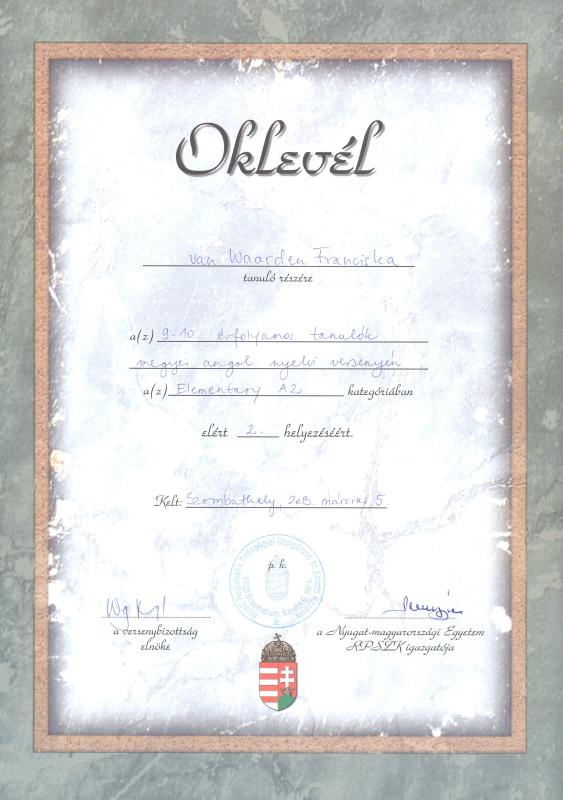 Oklevél
van Waarden Franciska
tanuló részére
a(z) 9-10. évfolyamos tanulók
megyei angol nyelvi versenyén
a(z) Elementary A2 kategóriában
elért 2. helyezéséért.
Kelt: Szombathely, 2013. március 5.
p. h.
a versenybizottság
elnöke
a Nyugat-magyarországi Egyetem
RPSZK igazgatója